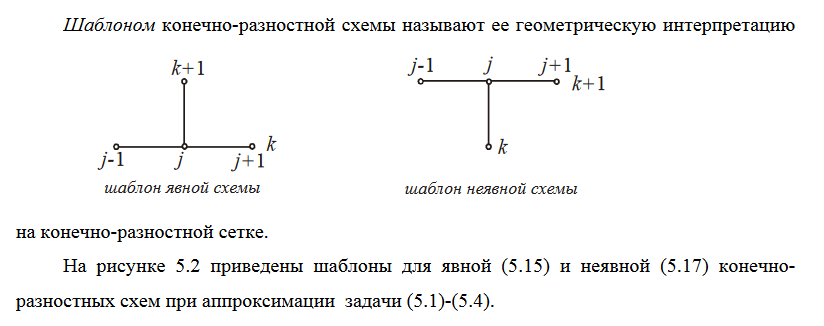 Шаблоном конечно-разностной схемы называют ее геометрическую интерпретацию
k+1
j-1 j j+1 k
шаблон явной схемы
j-1 j j+1
k+1
k
шаблон неявной схемы
на конечно-разностной сетке.
На рисунке 5.2 приведены шаблоны для явной (5.15) и неявной (5.17) конечно-
разностных схем при аппроксимации задачи (5.1)-(5.4).